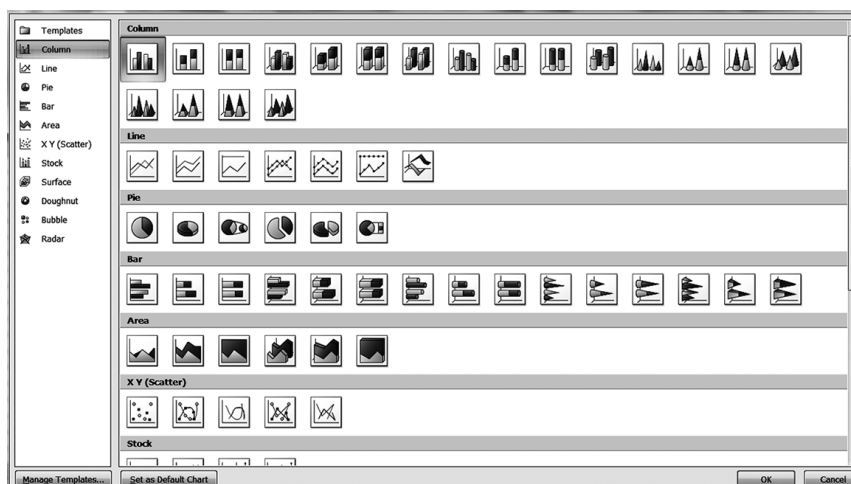 Templates
Column
Line
Pie
Bar
Area
X Y (Scatter)
Stock
Surface
Doughnut
Bubble
Radar
Column
Line
Pie
Bar
Area
X Y (Scatter)
Stock
Manage Templates...
Set as Default Chart
OK
Cancel